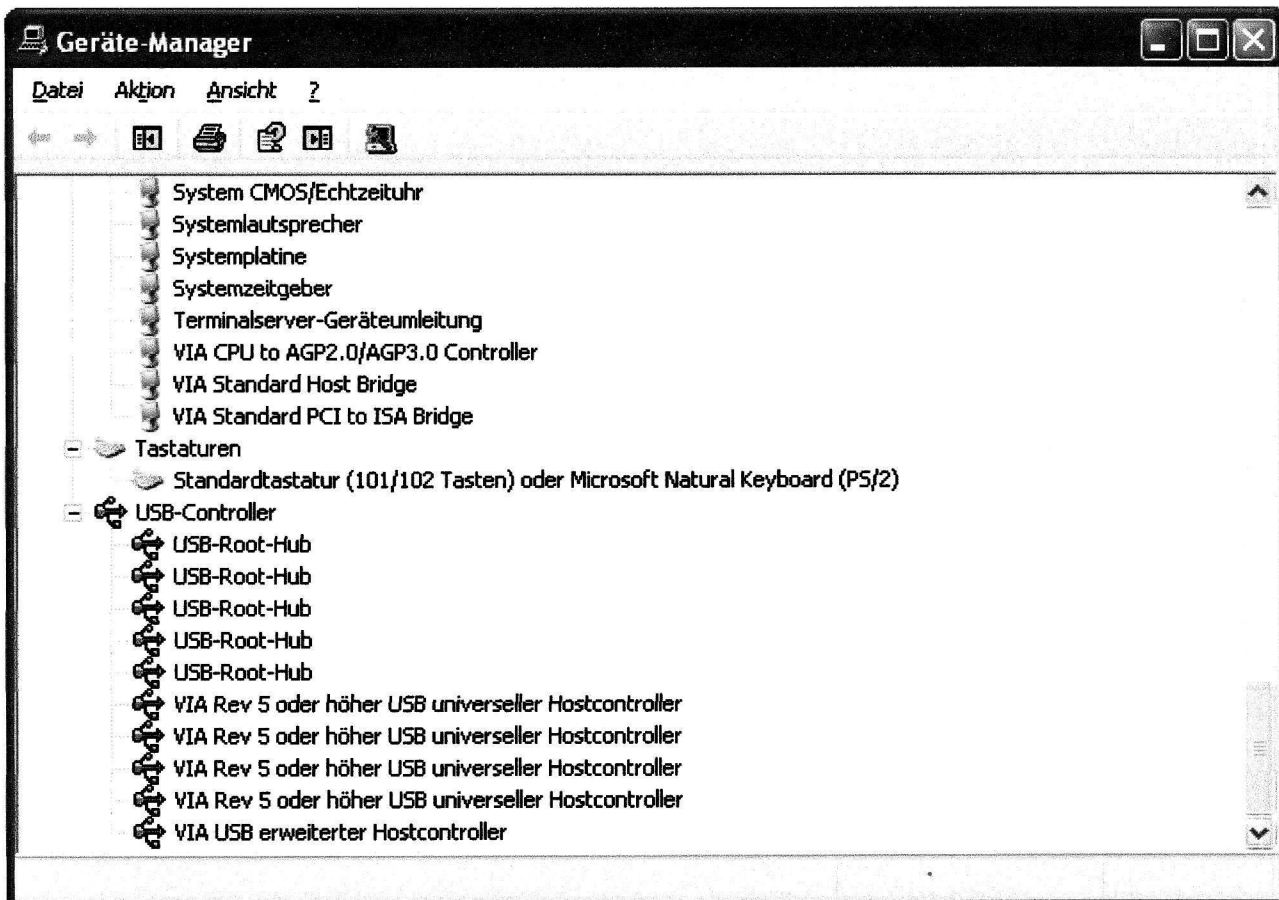 Geräte-Manager
Datei Aktion Ansicht ?
System CMOS/Echtzeituhr
Systemlautsprecher
Systemplatine
Systemzeitgeber
Terminalserver-Geräteumleitung
VIA CPU to AGP2.0/AGP3.0 Controller
VIA Standard Host Bridge
VIA Standard PCI to ISA Bridge
Tastaturen
Standardtastatur (101/102 Tasten) oder Microsoft Natural Keyboard (PS/2)
USB-Controller
USB-Root-Hub
USB-Root-Hub
USB-Root-Hub
USB-Root-Hub
USB-Root-Hub
VIA Rev 5 oder höher USB universeller Hostcontroller
VIA Rev 5 oder höher USB universeller Hostcontroller
VIA Rev 5 oder höher USB universeller Hostcontroller
VIA Rev 5 oder höher USB universeller Hostcontroller
VIA USB erweiterter Hostcontroller